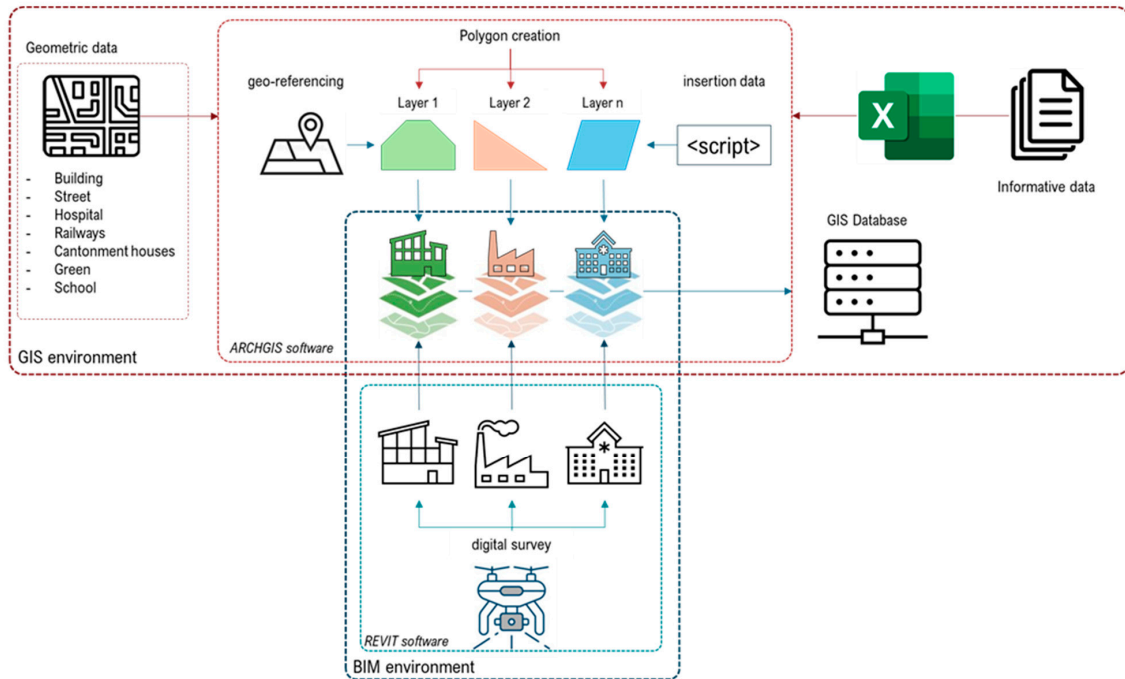 Polygon creation
Geometric data
geo-referencing
insertion data
Layer 1
Layer 2
Layer n
<script>
X
Informative data
- Building
- Street
- Hospital
- Railways
- Cantonment houses
- Green
- School
GIS Database
ARCHGIS software
GIS environment
digital survey
REVIT software
BIM environment